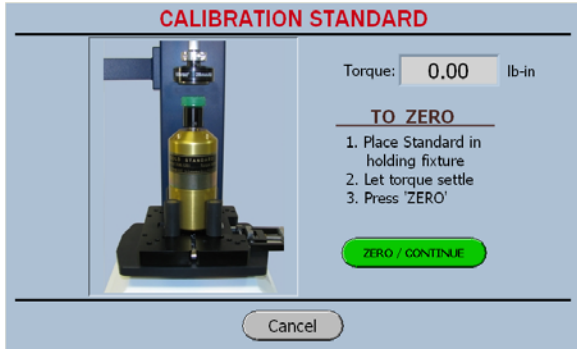 CALIBRATION STANDARD
Torque: 0.00 lb-in
TO ZERO
1. Place Standard in
holding fixture
2. Let torque settle
3. Press 'ZERO'
ZERO / CONTINUE
Cancel